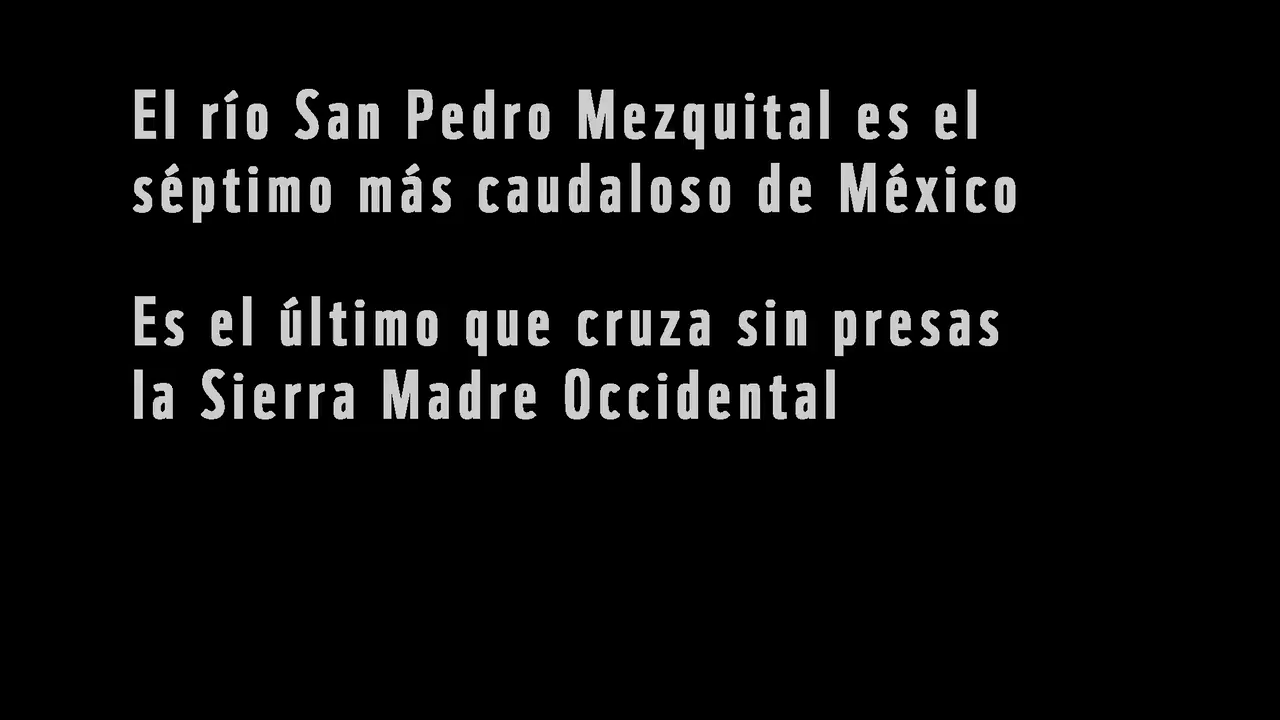 El río San Pedro Mezquital es el
séptimo más caudaloso de México
Es el último que cruza sin presas
la Sierra Madre Occidental